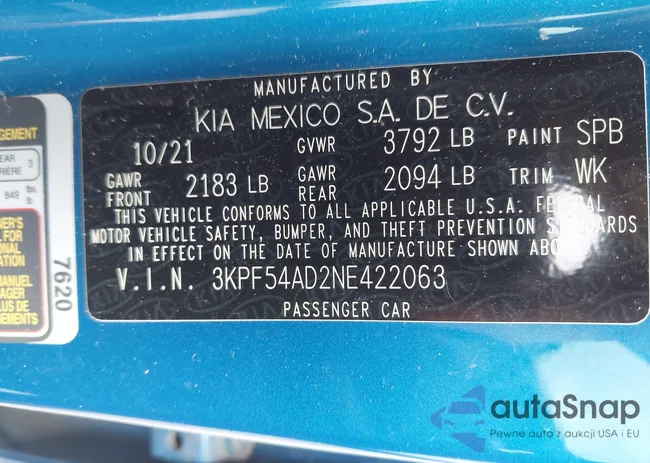 MANUFACTURED BY
KIA MEXICO S.A. DE C.V.
10/21 GVWR 3792 LB PAINT SPB
GAWR FRONT 2183 LB GAWR REAR 2094 LB TRIM WK
THIS VEHICLE CONFORMS TO ALL APPLICABLE U.S.A. FEDERAL
MOTOR VEHICLE SAFETY, BUMPER, AND THEFT PREVENTION STANDARDS
IN EFFECT ON THE DATE OF MANUFACTURE SHOWN ABOVE
V.I.N. 3KPF54AD2NE422063
PASSENGER CAR
7620
autaSnap
Pewne auta z aukcji USA i EU